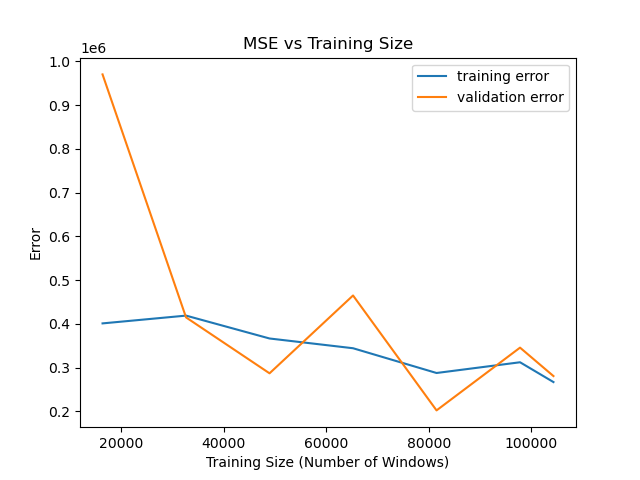 MSE vs Training Size
1e6
training error
validation error
1.0
0.9
0.8
0.7
0.6
0.5
0.4
0.3
0.2
Error
20000 40000 60000 80000 100000
Training Size (Number of Windows)